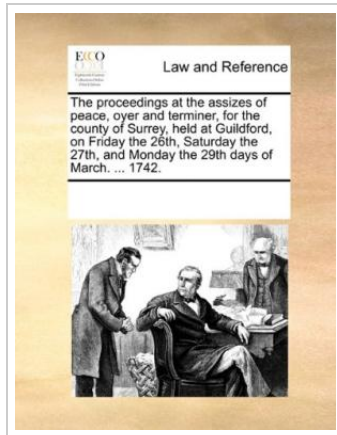 ECCO
Law and Reference
The proceedings at the assizes of
peace, oyer and terminer, for the
county of Surrey, held at Guildford,
on Friday the 26th, Saturday the
27th, and Monday the 29th days of
March. ... 1742.